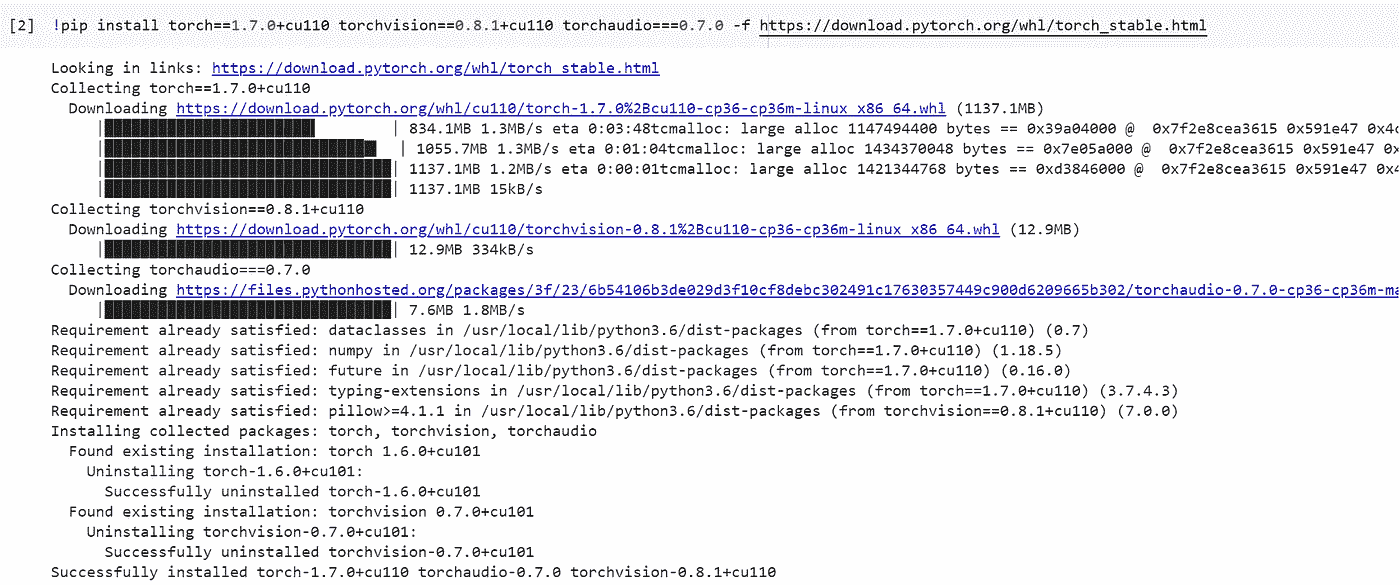 [2] !pip install torch==1.7.0+cu110 torchvision==0.8.1+cu110 torchaudio===0.7.0 -f https://download.pytorch.org/whl/torch_stable.html
Looking in links: https://download.pytorch.org/whl/torch_stable.html
Collecting torch==1.7.0+cu110
Downloading https://download.pytorch.org/whl/cu110/torch-1.7.0%2Bcu110-cp36-cp36m-linux_x86_64.whl (1137.1MB)
| 834.1MB 1.3MB/s eta 0:03:48tcmalloc: large alloc 1147494400 bytes == 0x39a04000 @ 0x7f2e8cea3615 0x591e47
| 1055.7MB 1.3MB/s eta 0:01:04tcmalloc: large alloc 1434370048 bytes == 0x7e05a000 @ 0x7f2e8cea3615 0x591e47
| 1137.1MB 1.2MB/s eta 0:00:01tcmalloc: large alloc 1421344768 bytes == 0xd3846000 @ 0x7f2e8cea3615 0x591e47
| 1137.1MB 15kB/s
Collecting torchvision==0.8.1+cu110
Downloading https://download.pytorch.org/whl/cu110/torchvision-0.8.1%2Bcu110-cp36-cp36m-linux_x86_64.whl (12.9MB)
| 12.9MB 334kB/s
Collecting torchaudio===0.7.0
Downloading https://files.pythonhosted.org/packages/3f/23/6b54106b3de029d3f10cf8debc302491c17630357449c900d6209665b302/torchaudio-0.7.0-cp36-cp36m-ma
| 7.6MB 1.8MB/s
Requirement already satisfied: dataclasses in /usr/local/lib/python3.6/dist-packages (from torch==1.7.0+cu110) (0.7)
Requirement already satisfied: numpy in /usr/local/lib/python3.6/dist-packages (from torch==1.7.0+cu110) (1.18.5)
Requirement already satisfied: future in /usr/local/lib/python3.6/dist-packages (from torch==1.7.0+cu110) (0.16.0)
Requirement already satisfied: typing-extensions in /usr/local/lib/python3.6/dist-packages (from torch==1.7.0+cu110) (3.7.4.3)
Requirement already satisfied: pillow>=4.1.1 in /usr/local/lib/python3.6/dist-packages (from torchvision==0.8.1+cu110) (7.0.0)
Installing collected packages: torch, torchvision, torchaudio
Found existing installation: torch 1.6.0+cu101
Uninstalling torch-1.6.0+cu101:
Successfully uninstalled torch-1.6.0+cu101
Found existing installation: torchvision 0.7.0+cu101
Uninstalling torchvision-0.7.0+cu101:
Successfully uninstalled torchvision-0.7.0+cu101
Successfully installed torch-1.7.0+cu110 torchaudio-0.7.0 torchvision-0.8.1+cu110